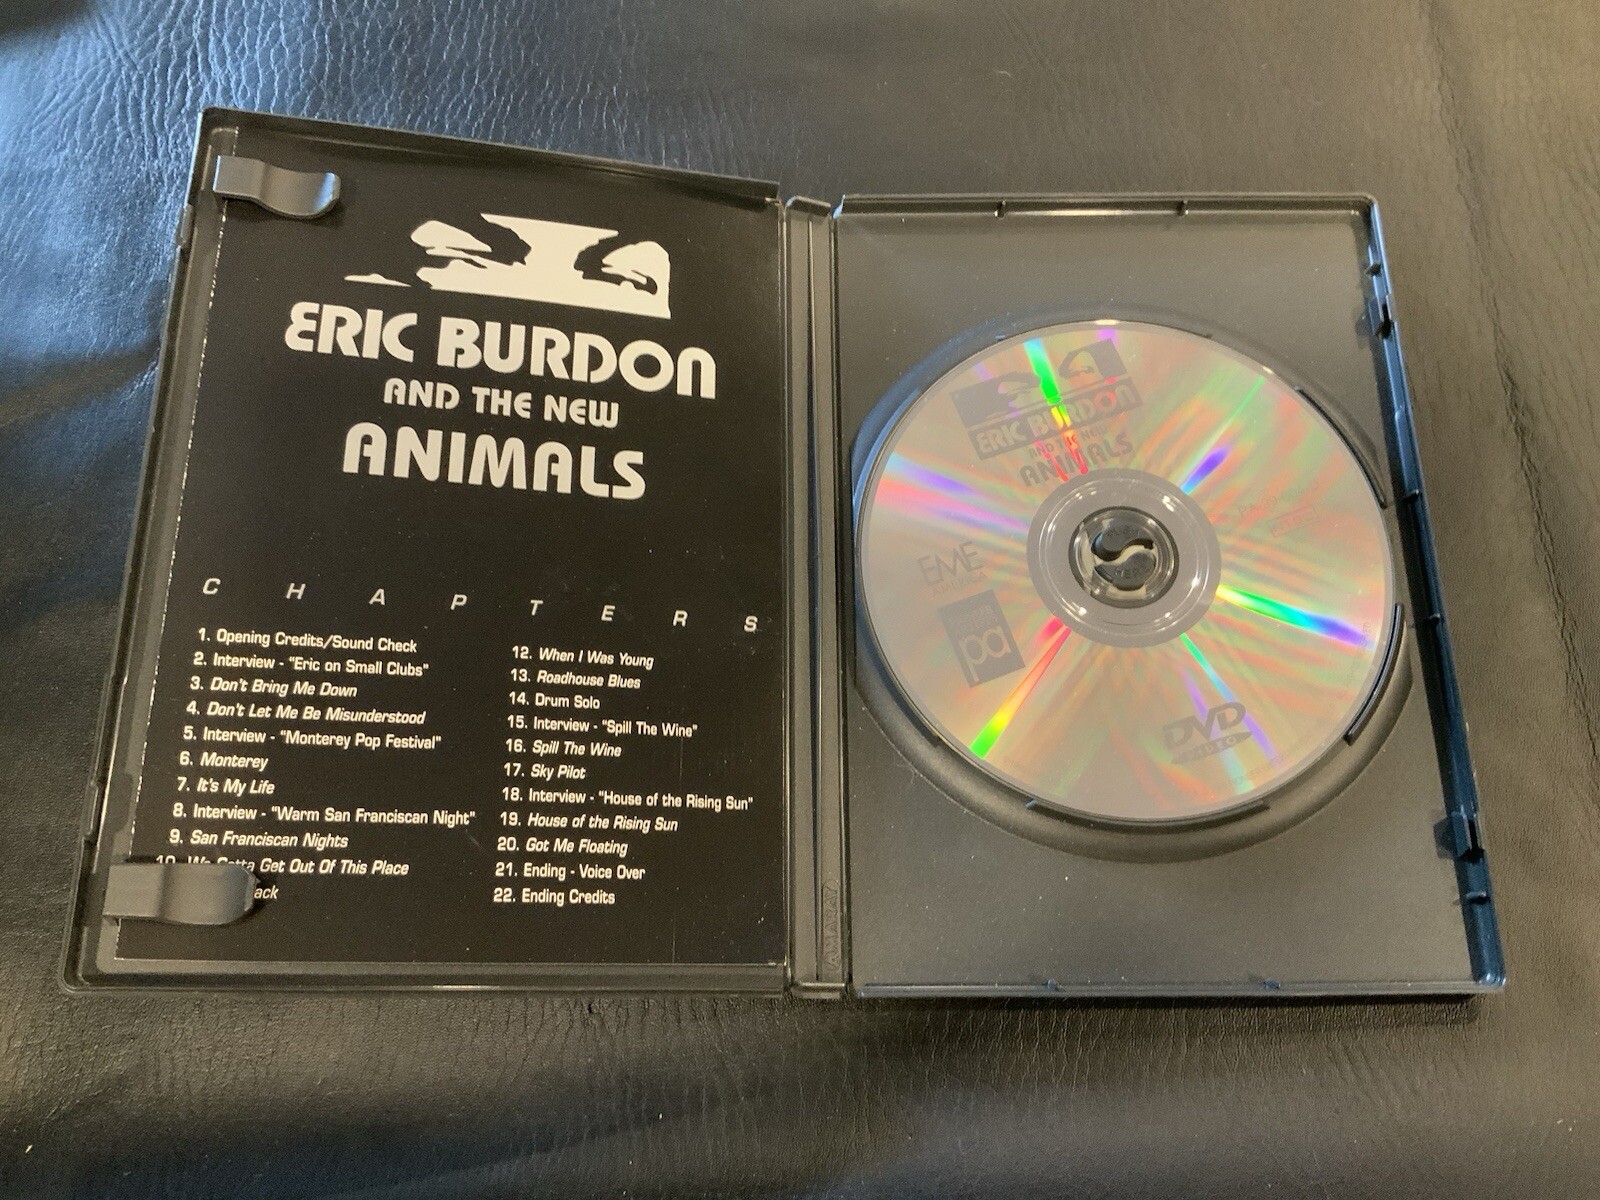 ERIC BURDON
AND THE NEW
ANIMALS
CHAPTERS
1. Opening Credits/Sound Check
2. Interview - "Eric on Small Clubs"
3. Don't Bring Me Down
4. Don't Let Me Be Misunderstood
5. Interview - "Monterey Pop Festival"
6. Monterey
7. It's My Life
8. Interview - "Warm San Franciscan Night"
9. San Franciscan Nights
10. We Gotta Get Out Of This Place
12. When I Was Young
13. Roadhouse Blues
14. Drum Solo
15. Interview - "Spill The Wine"
16. Spill The Wine
17. Sky Pilot
18. Interview - "House of the Rising Sun"
19. House of the Rising Sun
20. Got Me Floating
21. Ending - Voice Over
22. Ending Credits
ERIC BURDON
AND THE NEW
ANIMALS
EME
pa
DVD
VIDEO
AMARAY